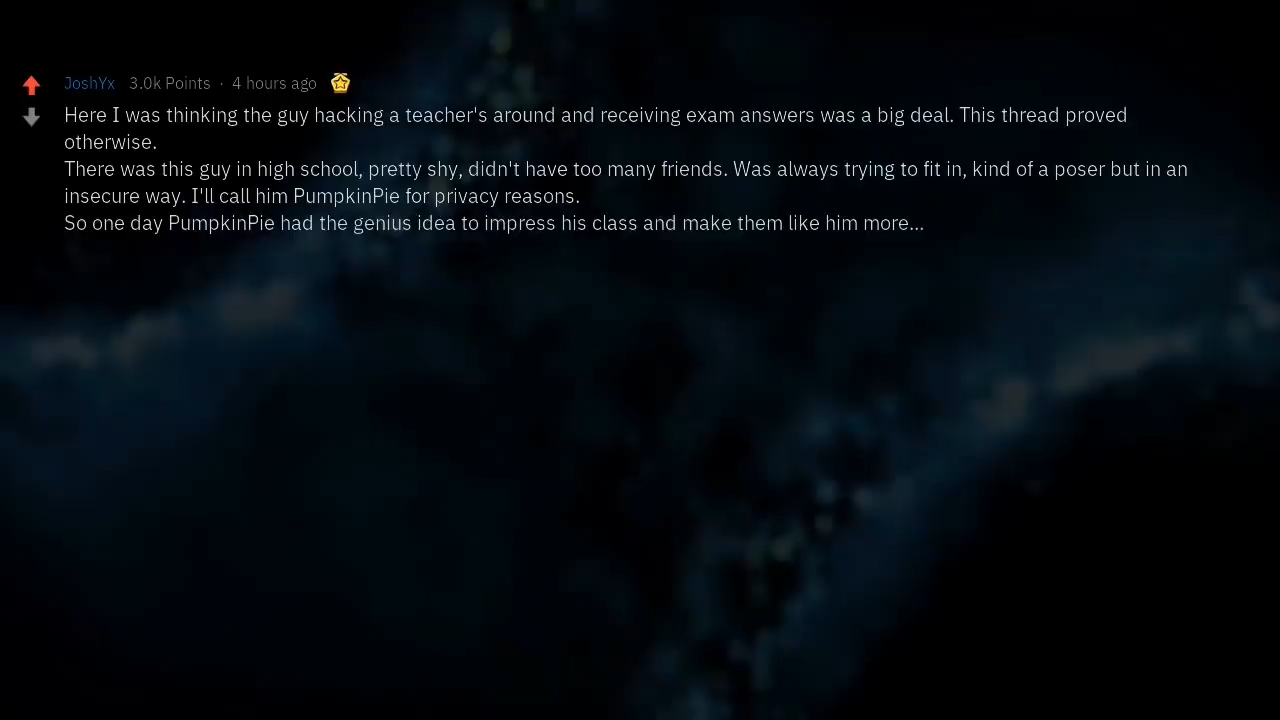 JoshYx 3.0k Points · 4 hours ago
Here I was thinking the guy hacking a teacher's around and receiving exam answers was a big deal. This thread proved
otherwise.
There was this guy in high school, pretty shy, didn't have too many friends. Was always trying to fit in, kind of a poser but in an
insecure way. I'll call him PumpkinPie for privacy reasons.
So one day PumpkinPie had the genius idea to impress his class and make them like him more...